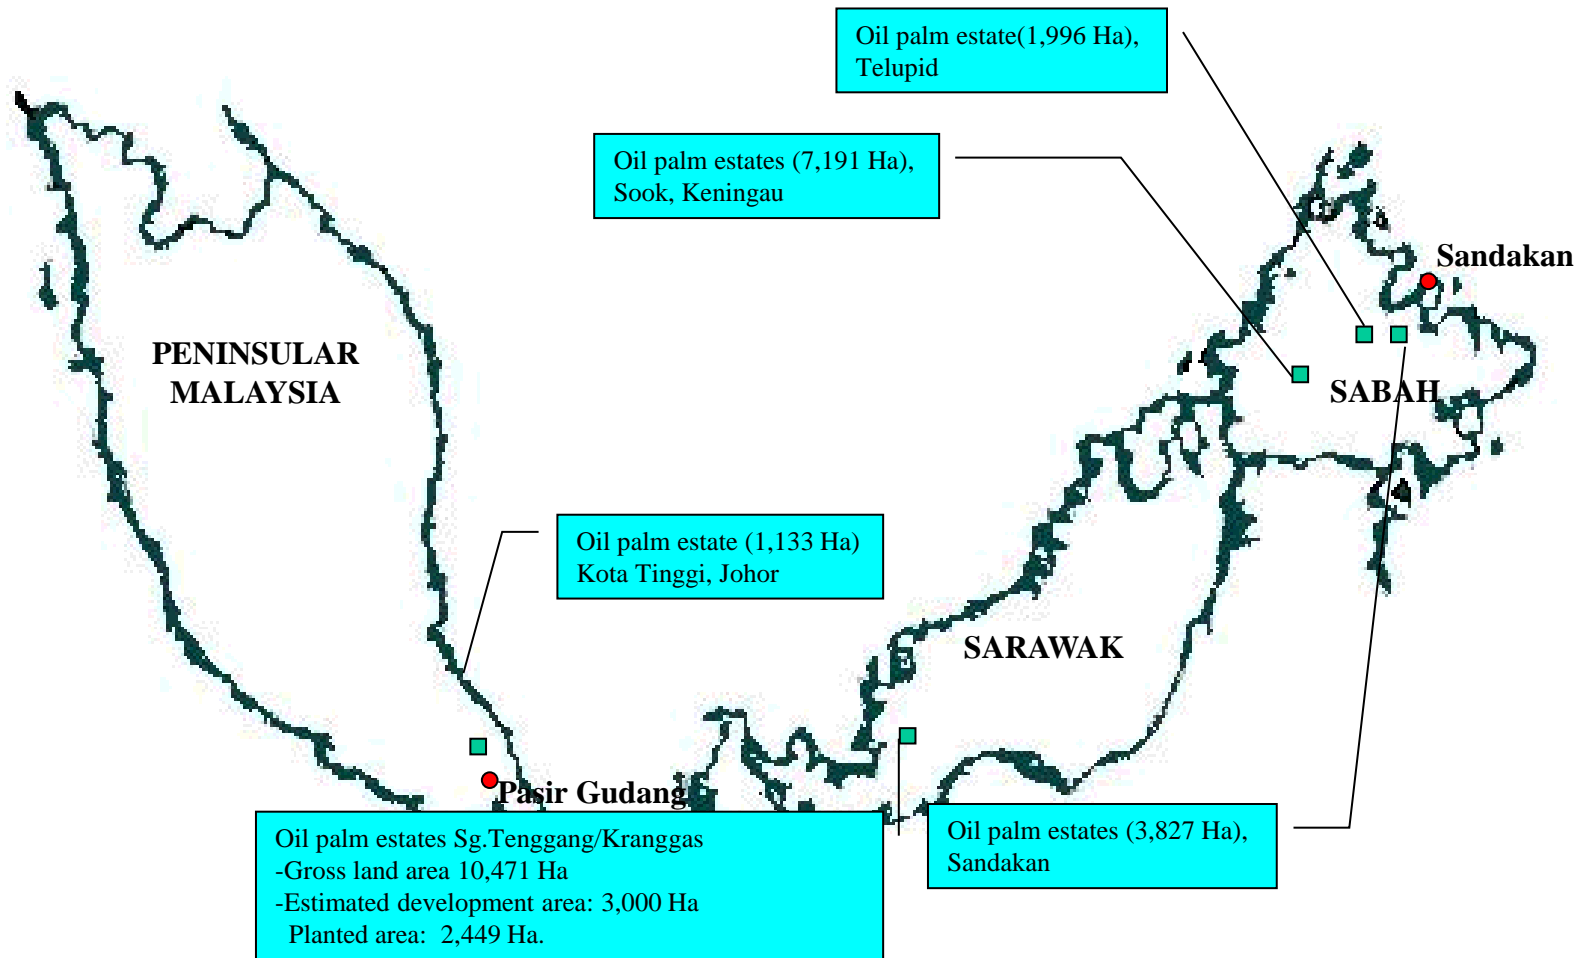 Oil palm estate(1,996 Ha),
Telupid
Oil palm estates (7,191 Ha),
Sook, Keningau
Sandakan
PENINSULAR
MALAYSIA
SABAH
Oil palm estate (1,133 Ha)
Kota Tinggi, Johor
SARAWAK
Pasir Gudang
Oil palm estates Sg.Tenggang/Kranggas
-Gross land area 10,471 Ha
-Estimated development area: 3,000 Ha
Planted area: 2,449 Ha.
Oil palm estates (3,827 Ha),
Sandakan